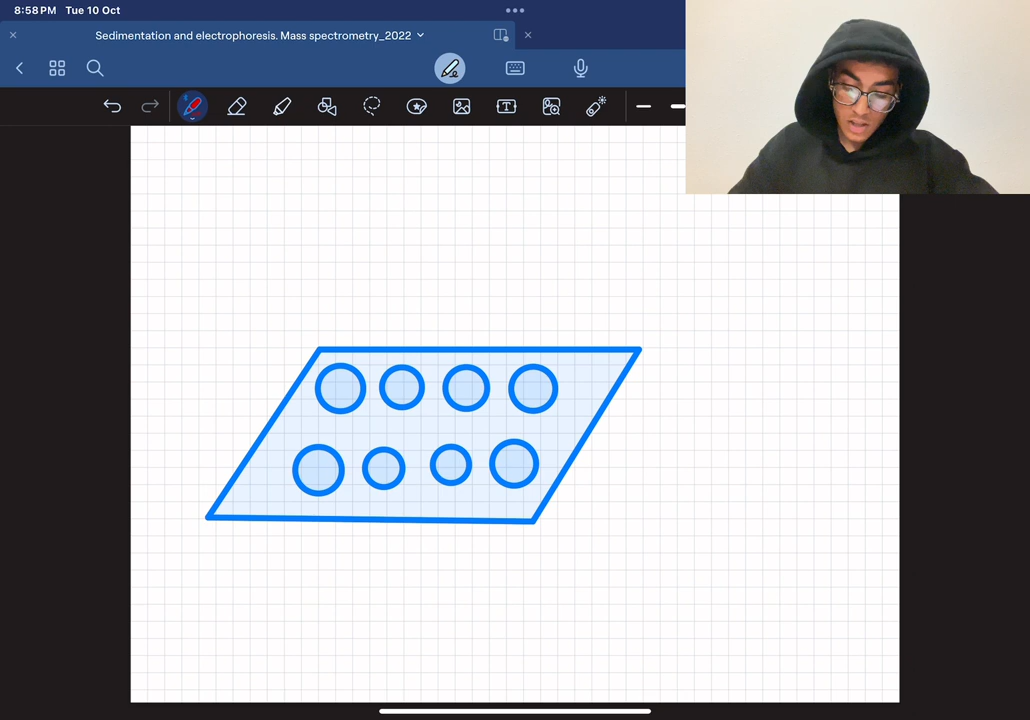 8:58 PM Tue 10 Oct
Sedimentation and electrophoresis. Mass spectrometry_2022
T